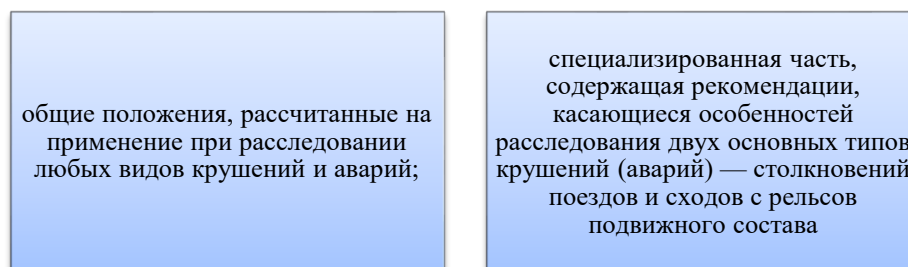 общие положения, рассчитанные на
применение при расследовании
любых видов крушений и аварий;
специализированная часть,
содержащая рекомендации,
касающиеся особенностей
расследования двух основных типов
крушений (аварий) — столкновений
поездов и сходов с рельсов
подвижного состава